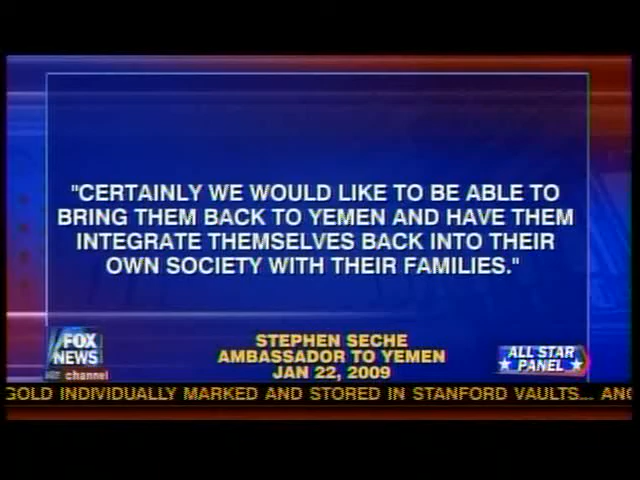 "CERTAINLY WE WOULD LIKE TO BE ABLE TO
BRING THEM BACK TO YEMEN AND HAVE THEM
INTEGRATE THEMSELVES BACK INTO THEIR
OWN SOCIETY WITH THEIR FAMILIES."
STEPHEN SECHE
AMBASSADOR TO YEMEN
JAN 22, 2009
FOX
NEWS
channel
ALL STAR
PANEL
GOLD INDIVIDUALLY MARKED AND STORED IN STANFORD VAULTS... AN